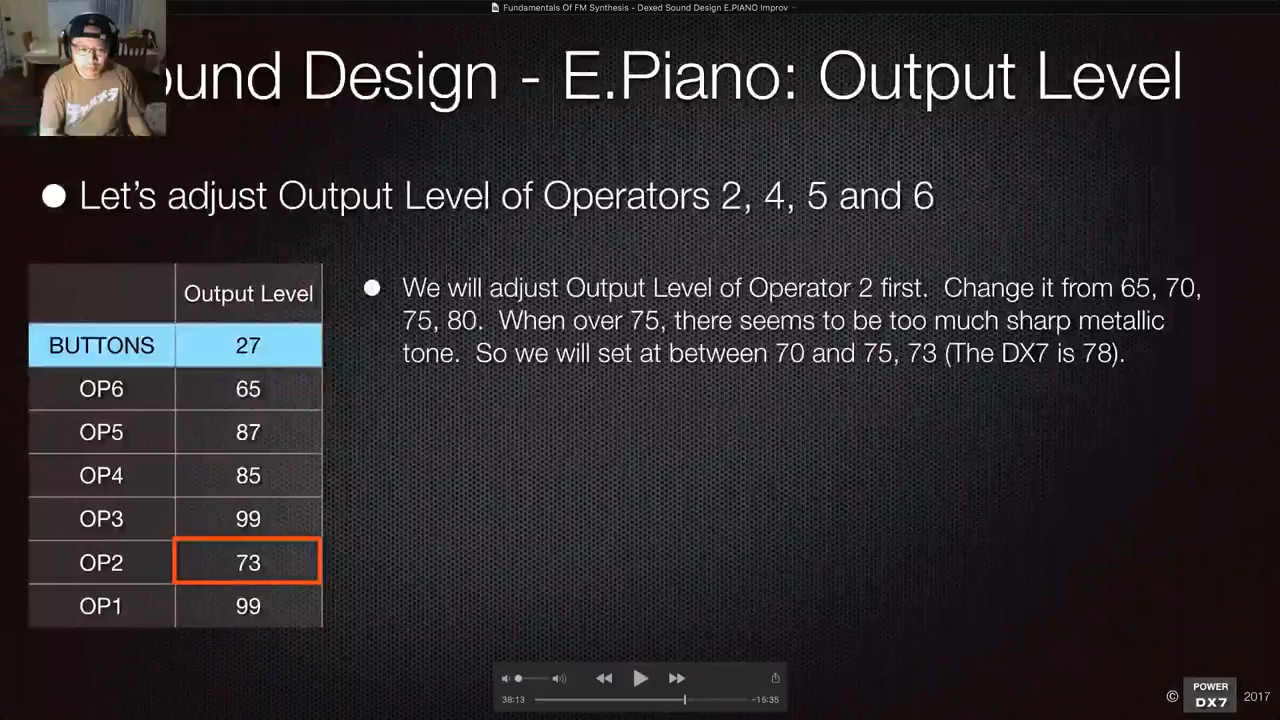 Fundamentals Of FM Synthesis - Dexed Sound Design E.PIANO Improv
ound Design - E.Piano: Output Level
Let's adjust Output Level of Operators 2, 4, 5 and 6
Output Level
BUTTONS 27
OP6 65
OP5 87
OP4 85
OP3 99
OP2 73
OP1 99
We will adjust Output Level of Operator 2 first. Change it from 65, 70,
75, 80. When over 75, there seems to be too much sharp metallic
tone. So we will set at between 70 and 75, 73 (The DX7 is 78).
38:13 -15:35
© POWER DX7 2017